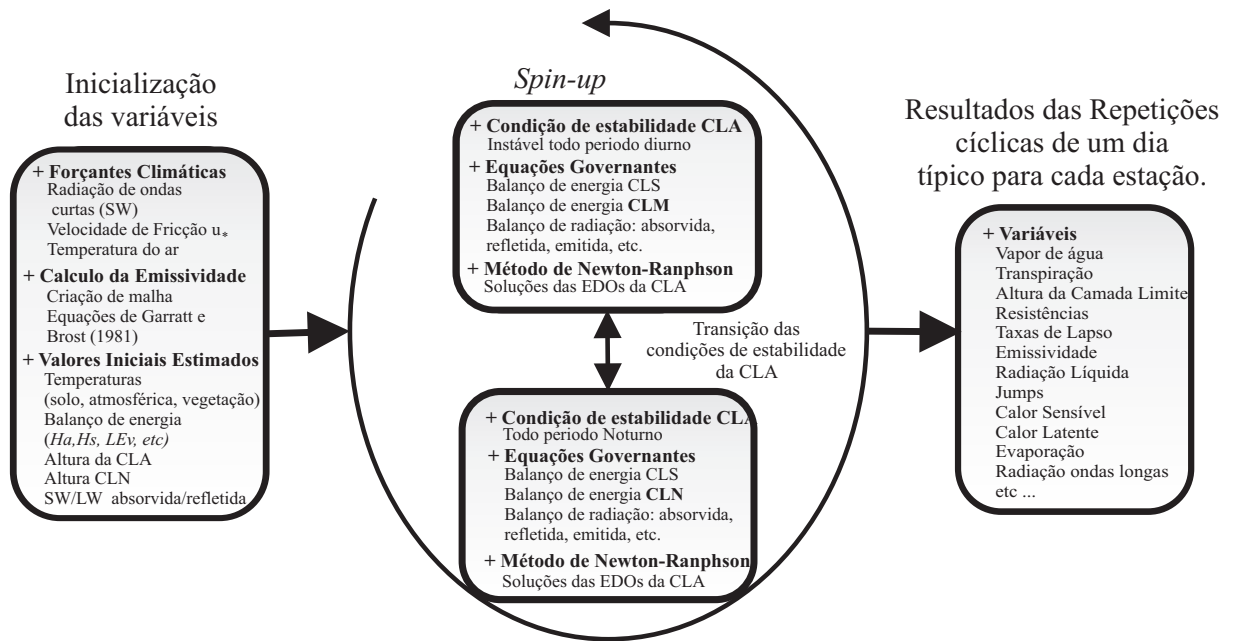 Inicialização
das variáveis
+ Forçantes Climáticas
Radiação de ondas
curtas (SW)
Velocidade de Fricção u*
Temperatura do ar
+ Calculo da Emissividade
Criação de malha
Equações de Garratt e
Brost (1981)
+ Valores Iniciais Estimados
Temperaturas
(solo, atmosférica, vegetação)
Balanço de energia
(Ha,Hs, LEv, etc)
Altura da CLA
Altura CLN
SW/LW absorvida/refletida
Spin-up
+ Condição de estabilidade CLA
Instável todo periodo diurno
+ Equações Governantes
Balanço de energia CLS
Balanço de energia CLM
Balanço de radiação: absorvida,
refletida, emitida, etc.
+ Método de Newton-Ranphson
Soluções das EDOs da CLA
Transição das
condições de estabilidade
da CLA
+ Condição de estabilidade CLA
Todo periodo Noturno
+ Equações Governantes
Balanço de energia CLS
Balanço de energia CLN
Balanço de radiação: absorvida,
refletida, emitida, etc.
+ Método de Newton-Ranphson
Soluções das EDOs da CLA
Resultados das Repetições
cíclicas de um dia
típico para cada estação.
+ Variáveis
Vapor de água
Transpiração
Altura da Camada Limite
Resistências
Taxas de Lapso
Emissividade
Radiação Líquida
Jumps
Calor Sensível
Calor Latente
Evaporação
Radiação ondas longas
etc ...